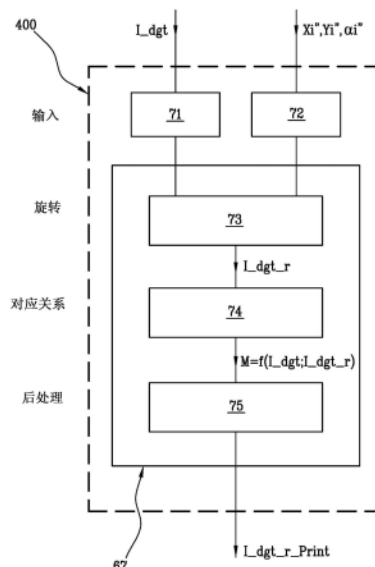 400
I_dgt
Xi",Yi",αi"
输入
71
72
旋转
73
I_dgt_r
对应关系
74
M=f(I_dgt;I_dgt_r)
后处理
75
I_dgt_r_Print
67